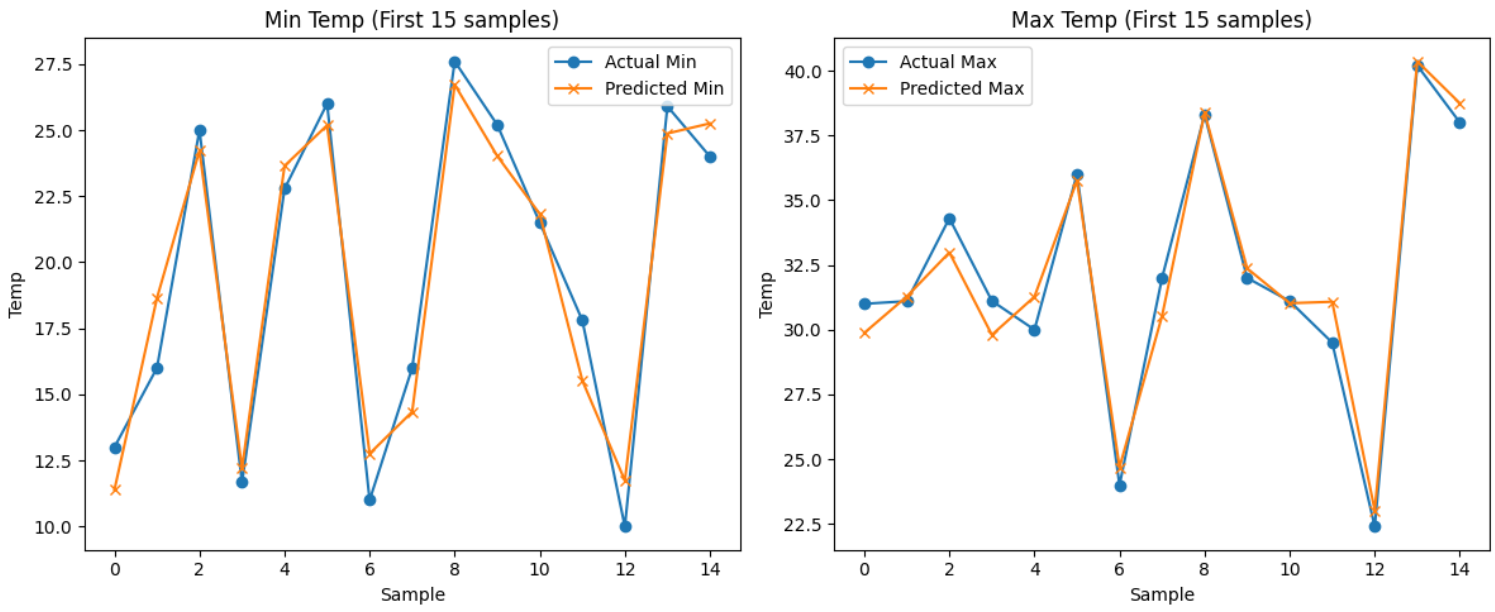 Min Temp (First 15 samples)
Actual Min
Predicted Min
Temp
27.5
25.0
22.5
20.0
17.5
15.0
12.5
10.0
0 2 4 6 8 10 12 14
Sample
Max Temp (First 15 samples)
Actual Max
Predicted Max
Temp
40.0
37.5
35.0
32.5
30.0
27.5
25.0
22.5
0 2 4 6 8 10 12 14
Sample